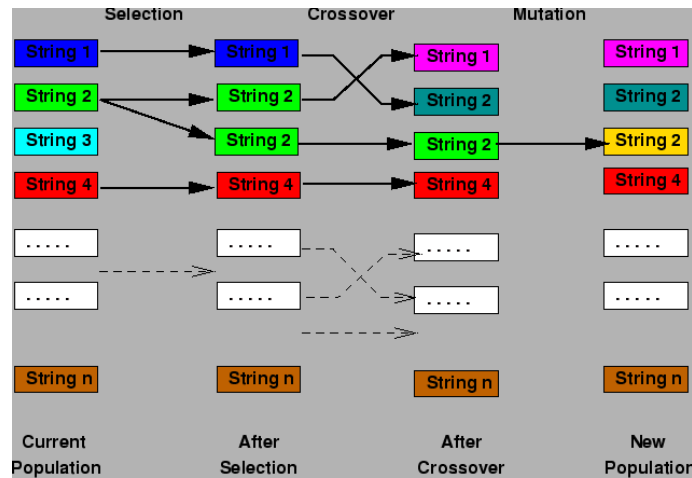 Selection Crossover Mutation
String 1 String 1 String 1 String 1
String 2 String 2 String 2 String 2
String 3 String 2 String 2 String 2
String 4 String 4 String 4 String 4
. . . . . . . . . . . . . . . . . . . .
. . . . . . . . . . . . . . . . . . . .
String n String n String n String n
Current After After New
Population Selection Crossover Population